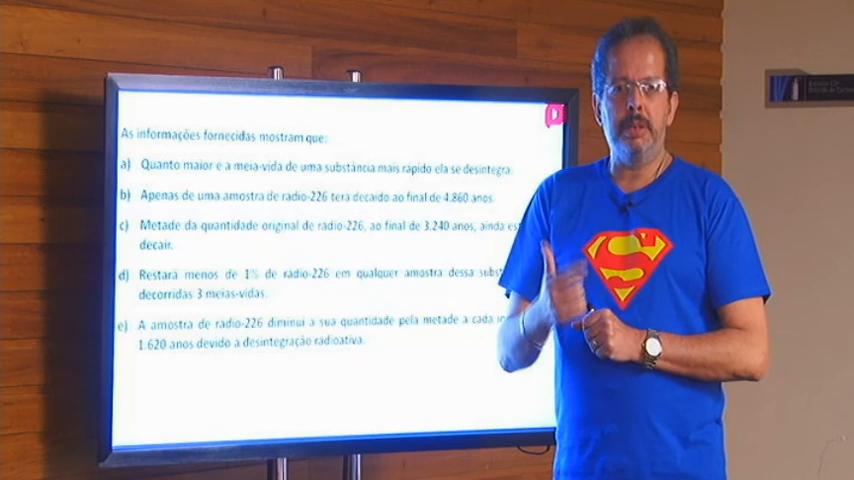 As informações fornecidas mostram que:
a) Quanto maior é a meia-vida de uma substância mais rápido ela se desintegra.
b) Apenas de uma amostra de rádio-226 terá decaído ao final de 4.860 anos.
c) Metade da quantidade original de rádio-226, ao final de 3.240 anos, ainda
decair.
d) Restará menos de 1% de rádio-226 em qualquer amostra dessa
decorridas 3 meias-vidas.
e) A amostra de rádio-226 diminui a sua quantidade pela metade a cada
1.620 anos devido à desintegração radioativa.
S